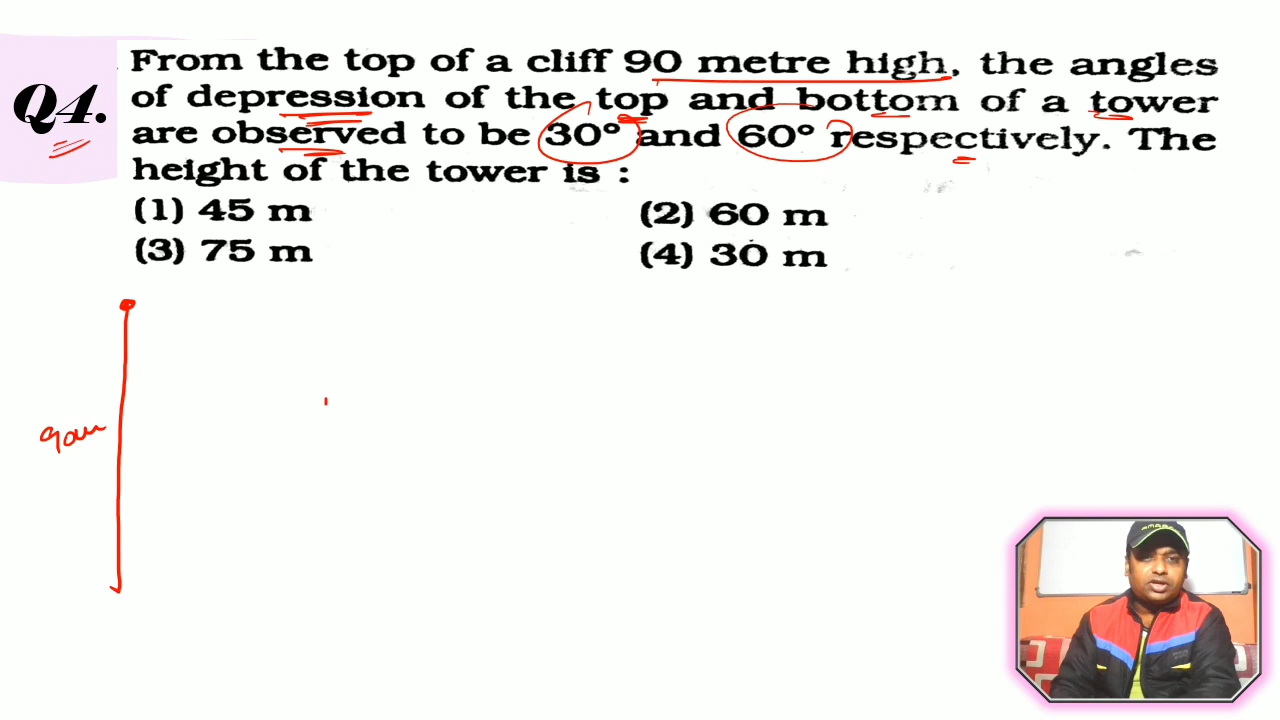 Q4.
From the top of a cliff 90 metre high, the angles
of depression of the top and bottom of a tower
are observed to be 30° and 60° respectively. The
height of the tower is :
(1) 45 m (2) 60 m
(3) 75 m (4) 30 m
90m